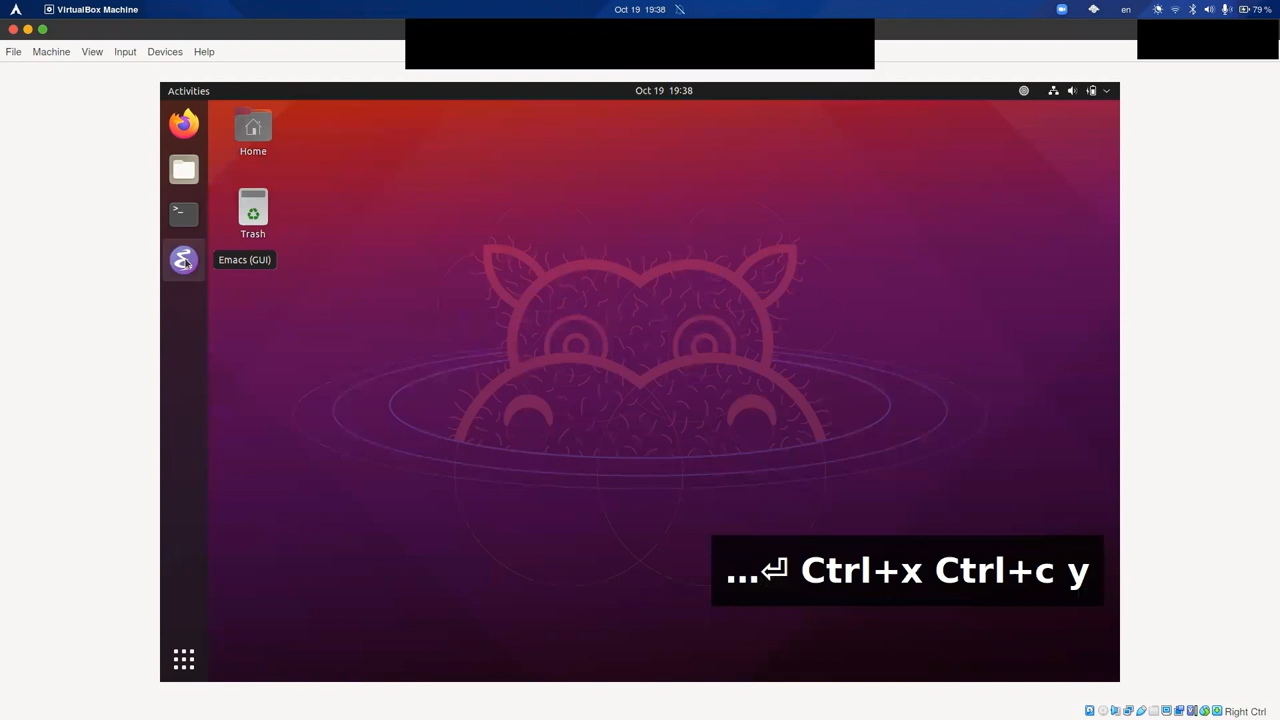 VirtualBox Machine
Oct 19 19:38
en
79 %
File Machine View Input Devices Help
Activities
Oct 19 19:38
Home
>_
Trash
Emacs (GUI)
...⏎ Ctrl+x Ctrl+c y
Right Ctrl